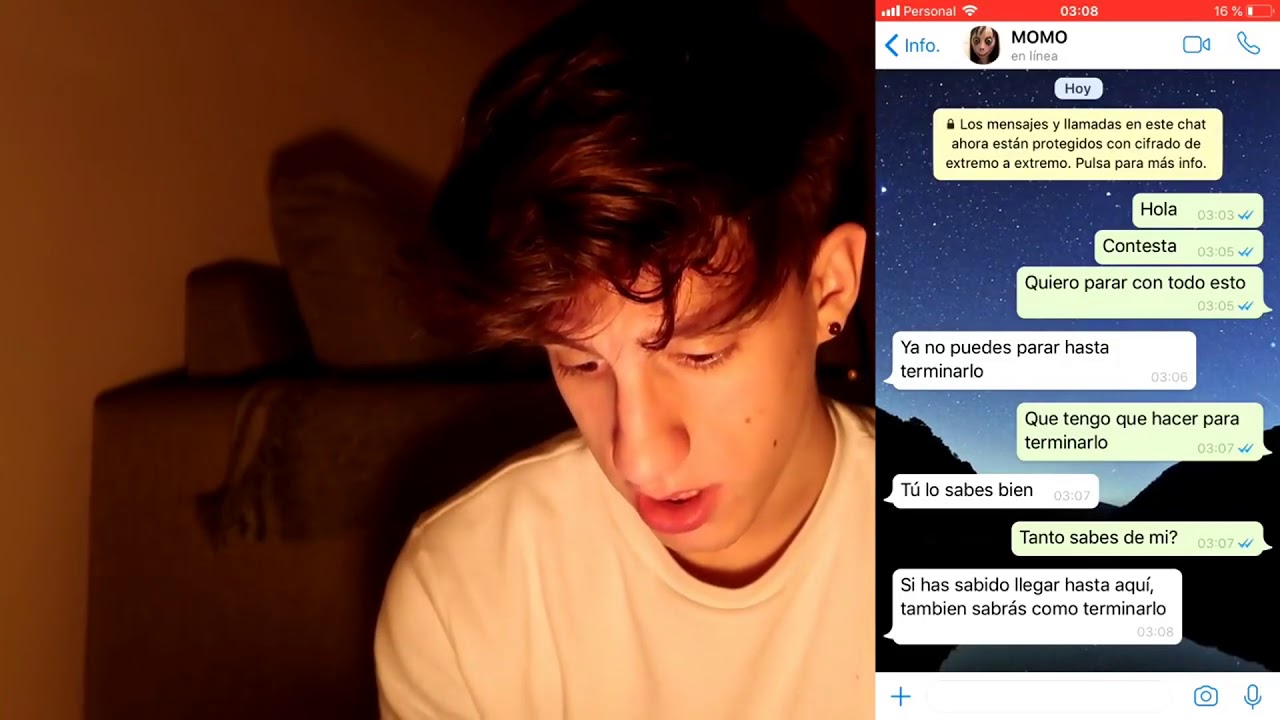 Personal 03:08 16 %
Info. MOMO
en línea
Hoy
Los mensajes y llamadas en este chat
ahora están protegidos con cifrado de
extremo a extremo. Pulsa para más info.
Hola 03:03
Contesta 03:05
Quiero parar con todo esto
03:05
Ya no puedes parar hasta
terminarlo 03:06
Que tengo que hacer para
terminarlo 03:07
Tú lo sabes bien 03:07
Tanto sabes de mi? 03:07
Si has sabido llegar hasta aquí,
tambien sabrás como terminarlo
03:08